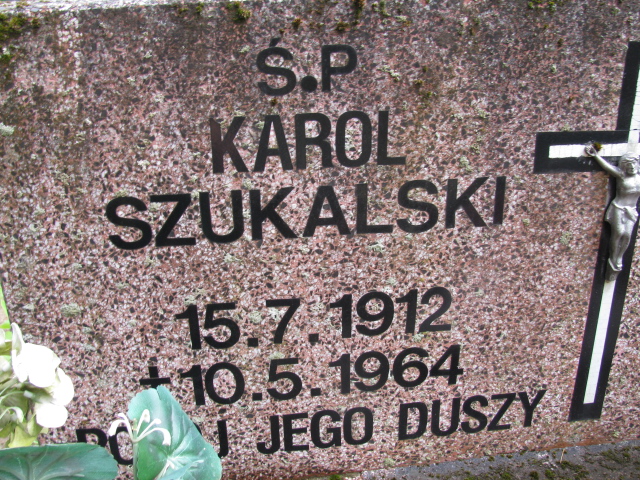 Ś.P
KAROL
SZUKALSKI
15.7.1912
+10.5.1964
JEGO DUSZY